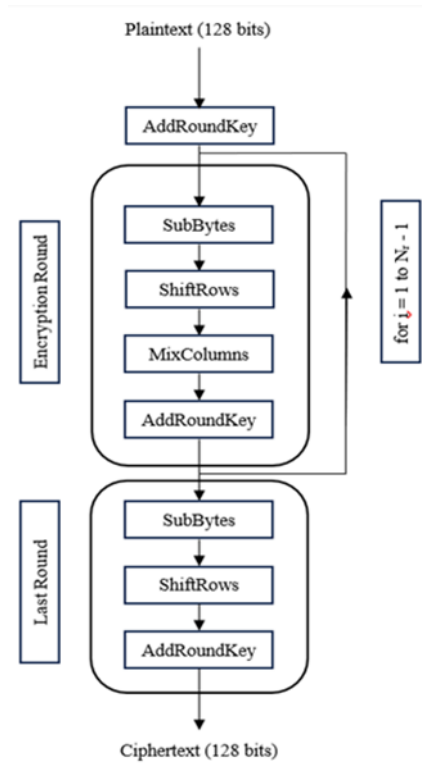 Plaintext (128 bits)
AddRoundKey
Encryption Round
SubBytes
ShiftRows
MixColumns
AddRoundKey
for i = 1 to Nr - 1
Last Round
SubBytes
ShiftRows
AddRoundKey
Ciphertext (128 bits)